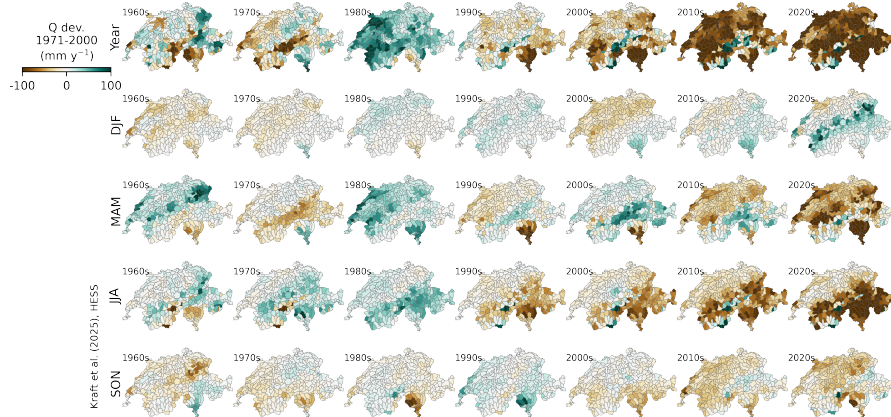 Q dev.
1971-2000
(mm y⁻¹)
-100 0 100
Year
1960s 1970s 1980s 1990s 2000s 2010s 2020s
DJF
1960s 1970s 1980s 1990s 2000s 2010s 2020s
MAM
1960s 1970s 1980s 1990s 2000s 2010s 2020s
JJA
1960s 1970s 1980s 1990s 2000s 2010s 2020s
SON
1960s 1970s 1980s 1990s 2000s 2010s 2020s
Kraft et al. (2025), HESS